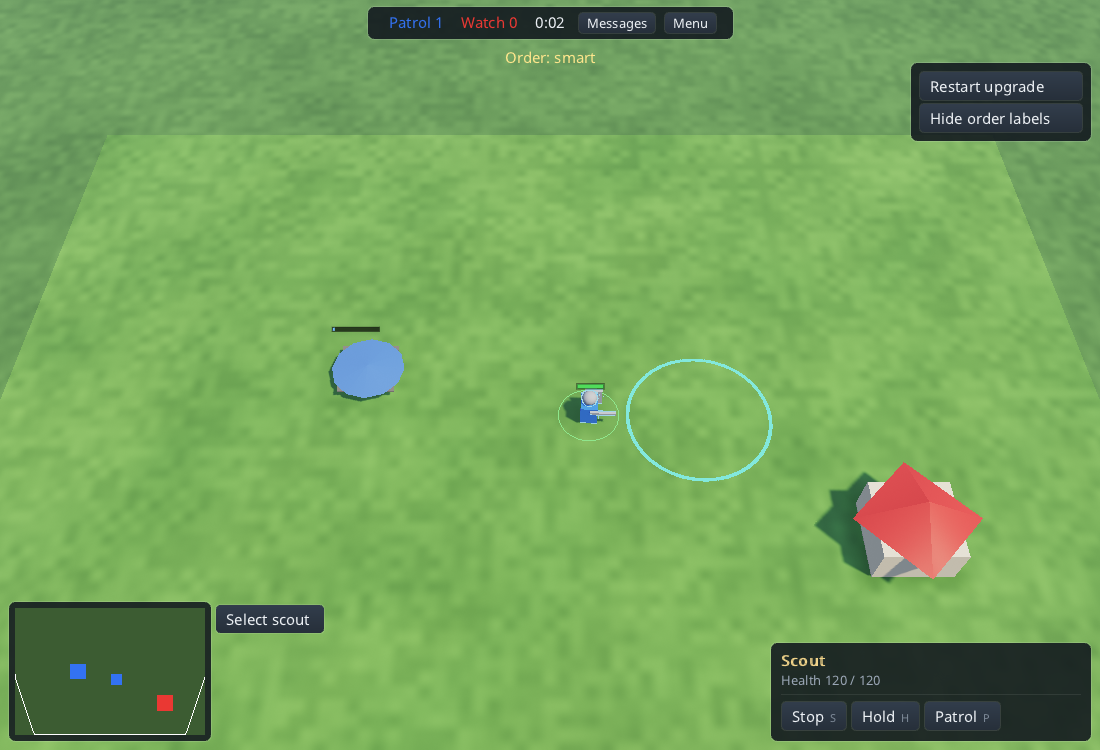 Patrol 1 Watch 0 0:02 Messages Menu
Order: smart
Restart upgrade
Hide order labels
Select scout
Scout
Health 120 / 120
Stop S Hold H Patrol P